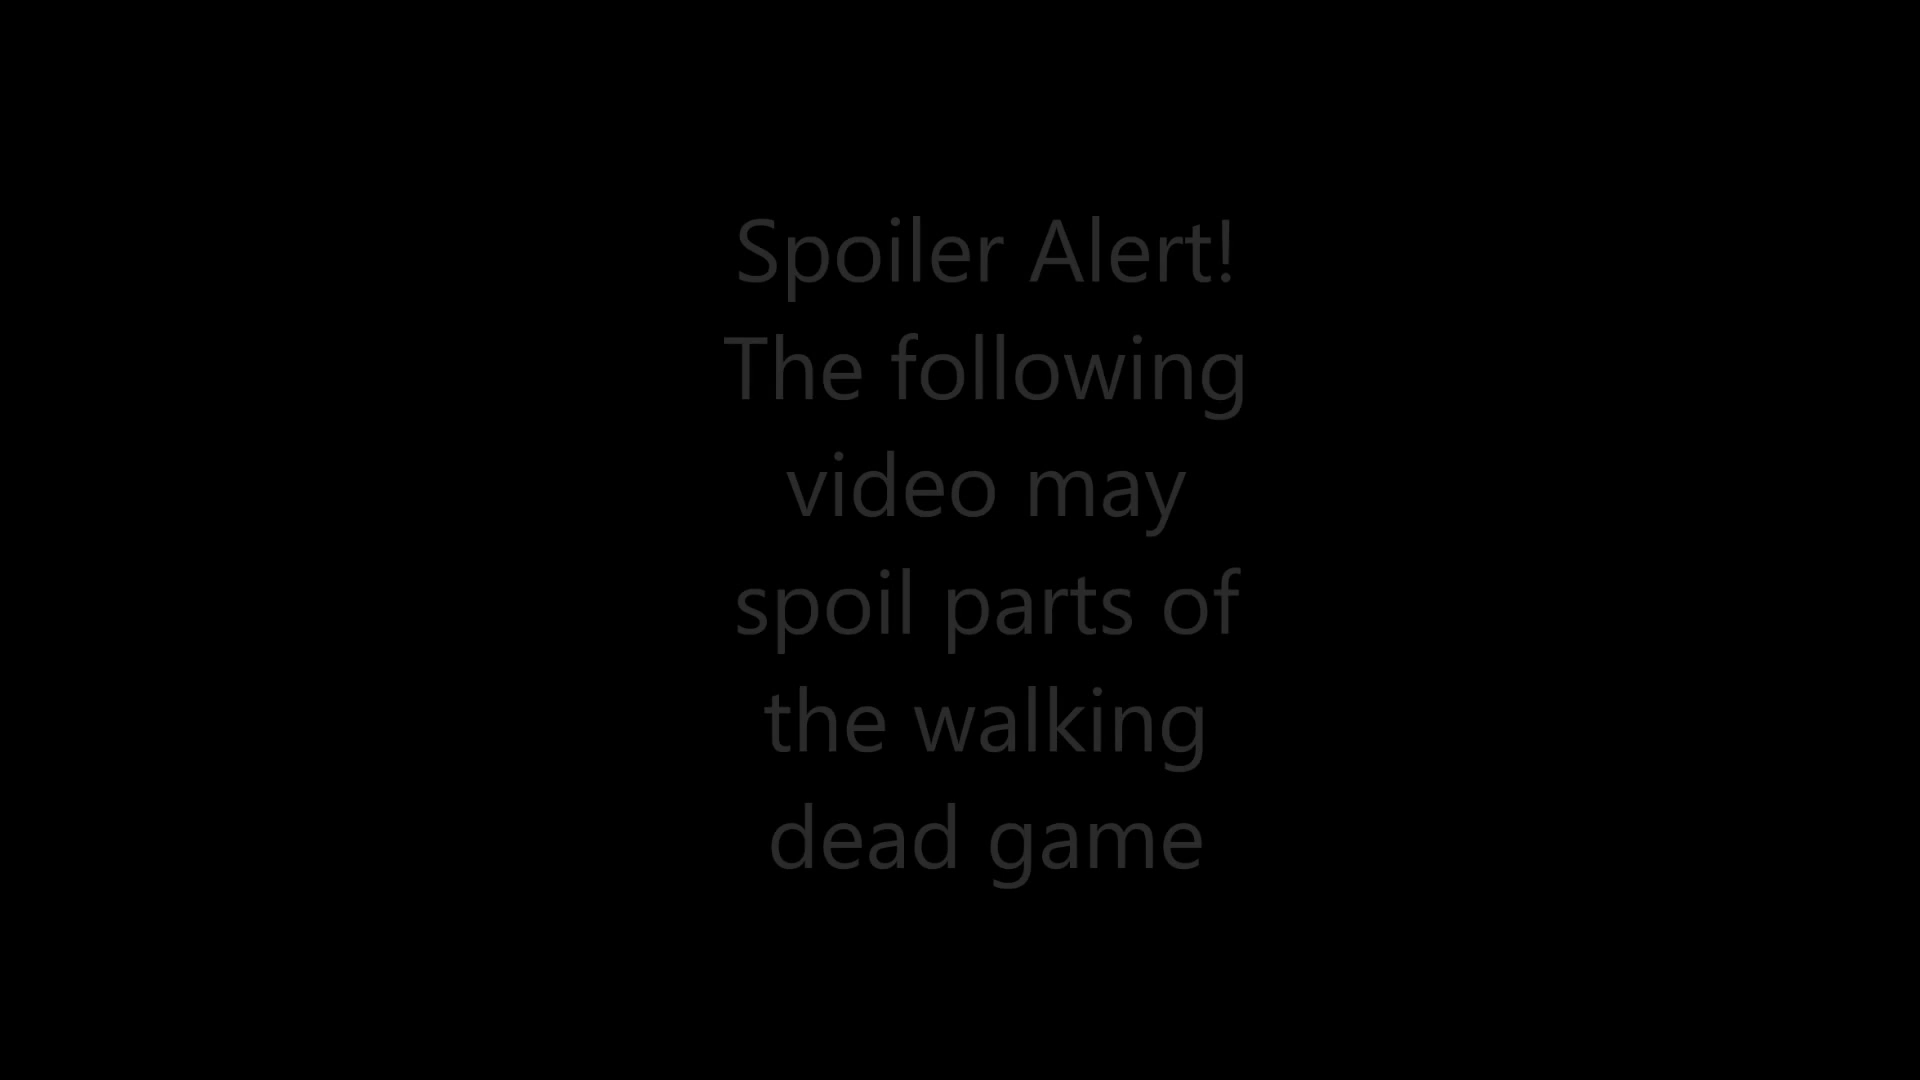 Spoiler Alert!
The following
video may
spoil parts of
the walking
dead game